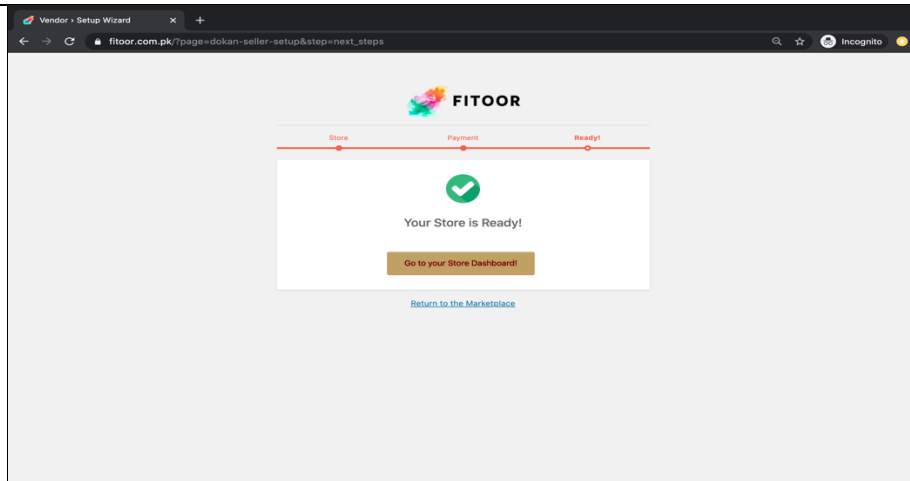 Vendor › Setup Wizard
fitoor.com.pk/?page=dokan-seller-setup&step=next_steps
Incognito
FITOOR
Store Payment Ready!
Your Store is Ready!
Go to your Store Dashboard!
Return to the Marketplace